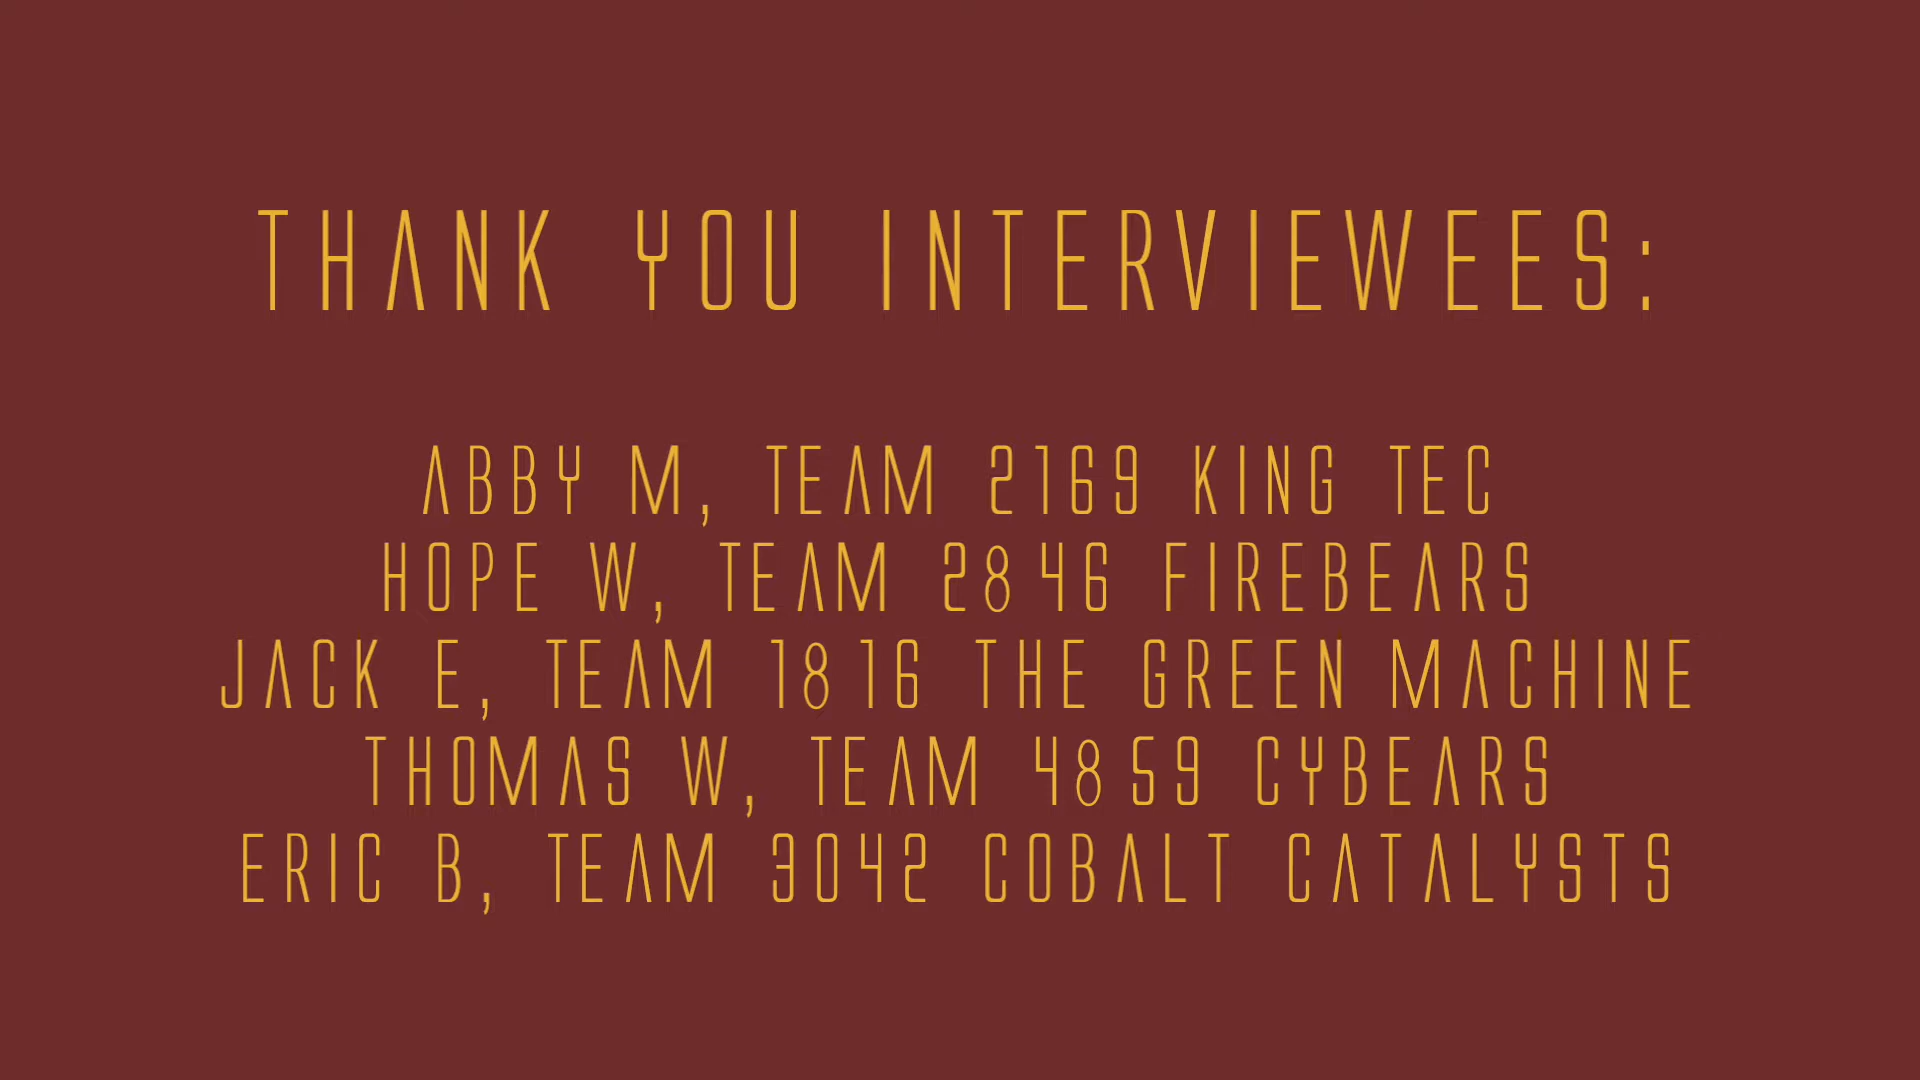 THANK YOU INTERVIEWEES:
ABBY M, TEAM 2169 KING TEC
HOPE W, TEAM 2846 FIREBEARS
JACK E, TEAM 1816 THE GREEN MACHINE
THOMAS W, TEAM 4859 CYBEARS
ERIC B, TEAM 3042 COBALT CATALYSTS